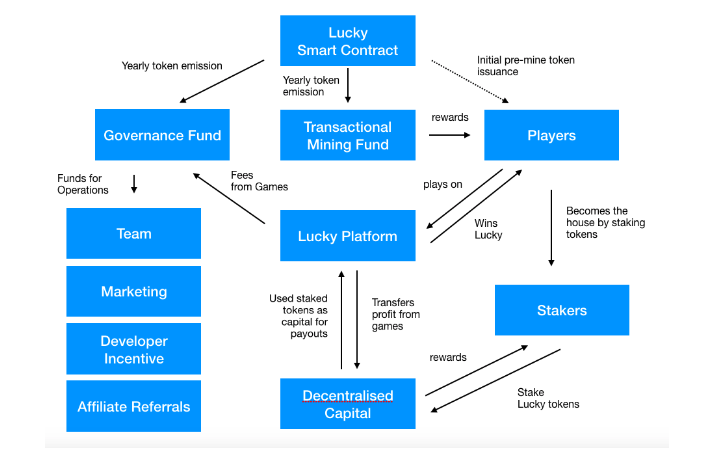 Lucky
Smart Contract
Yearly token emission
Yearly token
emission
Initial pre-mine token
issuance
Governance Fund
Transactional
Mining Fund
rewards
Players
Funds for
Operations
Fees
from Games
plays on
Team
Lucky Platform
Wins
Lucky
Becomes the
house by staking
tokens
Marketing
Used staked
tokens as
capital for
payouts
Transfers
profit from
games
Stakers
Developer
Incentive
rewards
Affiliate Referrals
Decentralised
Capital
Stake
Lucky tokens